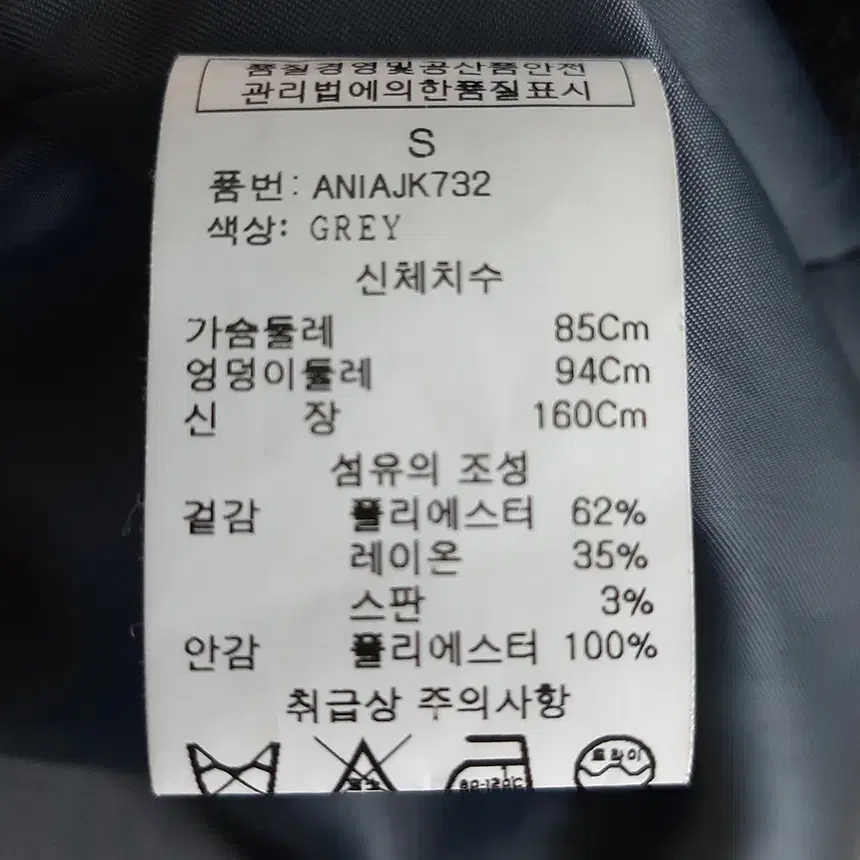 품질경영및공산품안전
관리법에의한품질표시
S
품번: ANIAJK732
색상: GREY
신체치수
가슴둘레 85Cm
엉덩이둘레 94Cm
신 장 160Cm
섬유의 조성
겉감 폴리에스터 62%
레이온 35%
스판 3%
안감 폴리에스터 100%
취급상 주의사항
80-120℃ 드라이